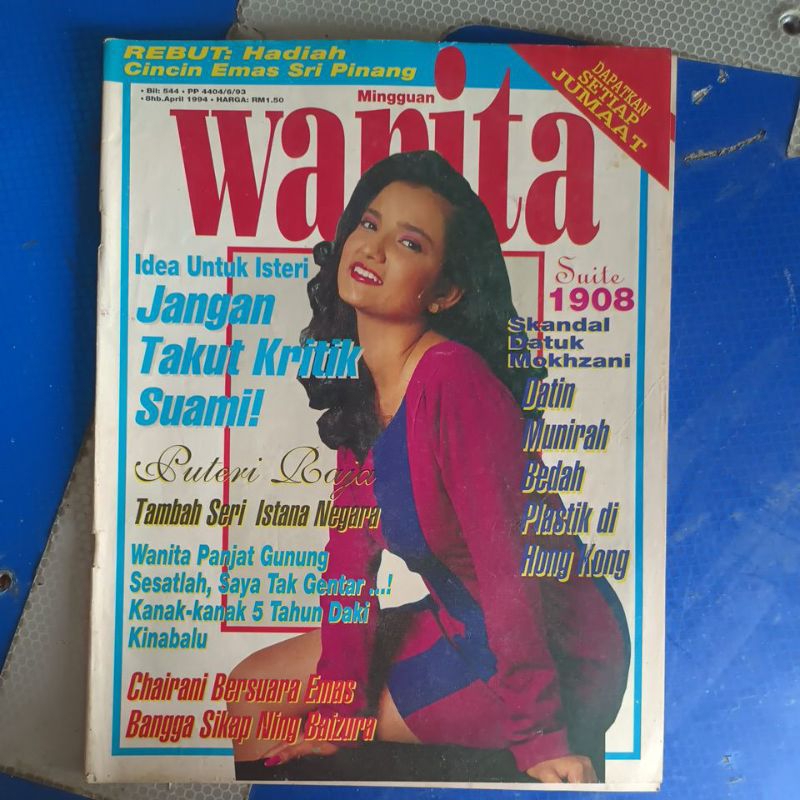 REBUT: Hadiah
Cincin Emas Sri Pinang
DAPATKAN
SETIAP
JUMAAT
• Bil: 544 • PP 4404/6/93
• 8hb.April 1994 • HARGA: RM1.50
Mingguan
wanita
Idea Untuk Isteri
Jangan
Takut Kritik
Suami!
Suite
1908
Skandal
Datuk
Mokhzani
Datin
Munirah
Bedah
Plastik di
Hong Kong
Puteri Raja
Tambah Seri Istana Negara
Wanita Panjat Gunung
Sesatlah, Saya Tak Gentar ...!
Kanak-kanak 5 Tahun Daki
Kinabalu
Chairani Bersuara Emas
Bangga Sikap Ning Baizura